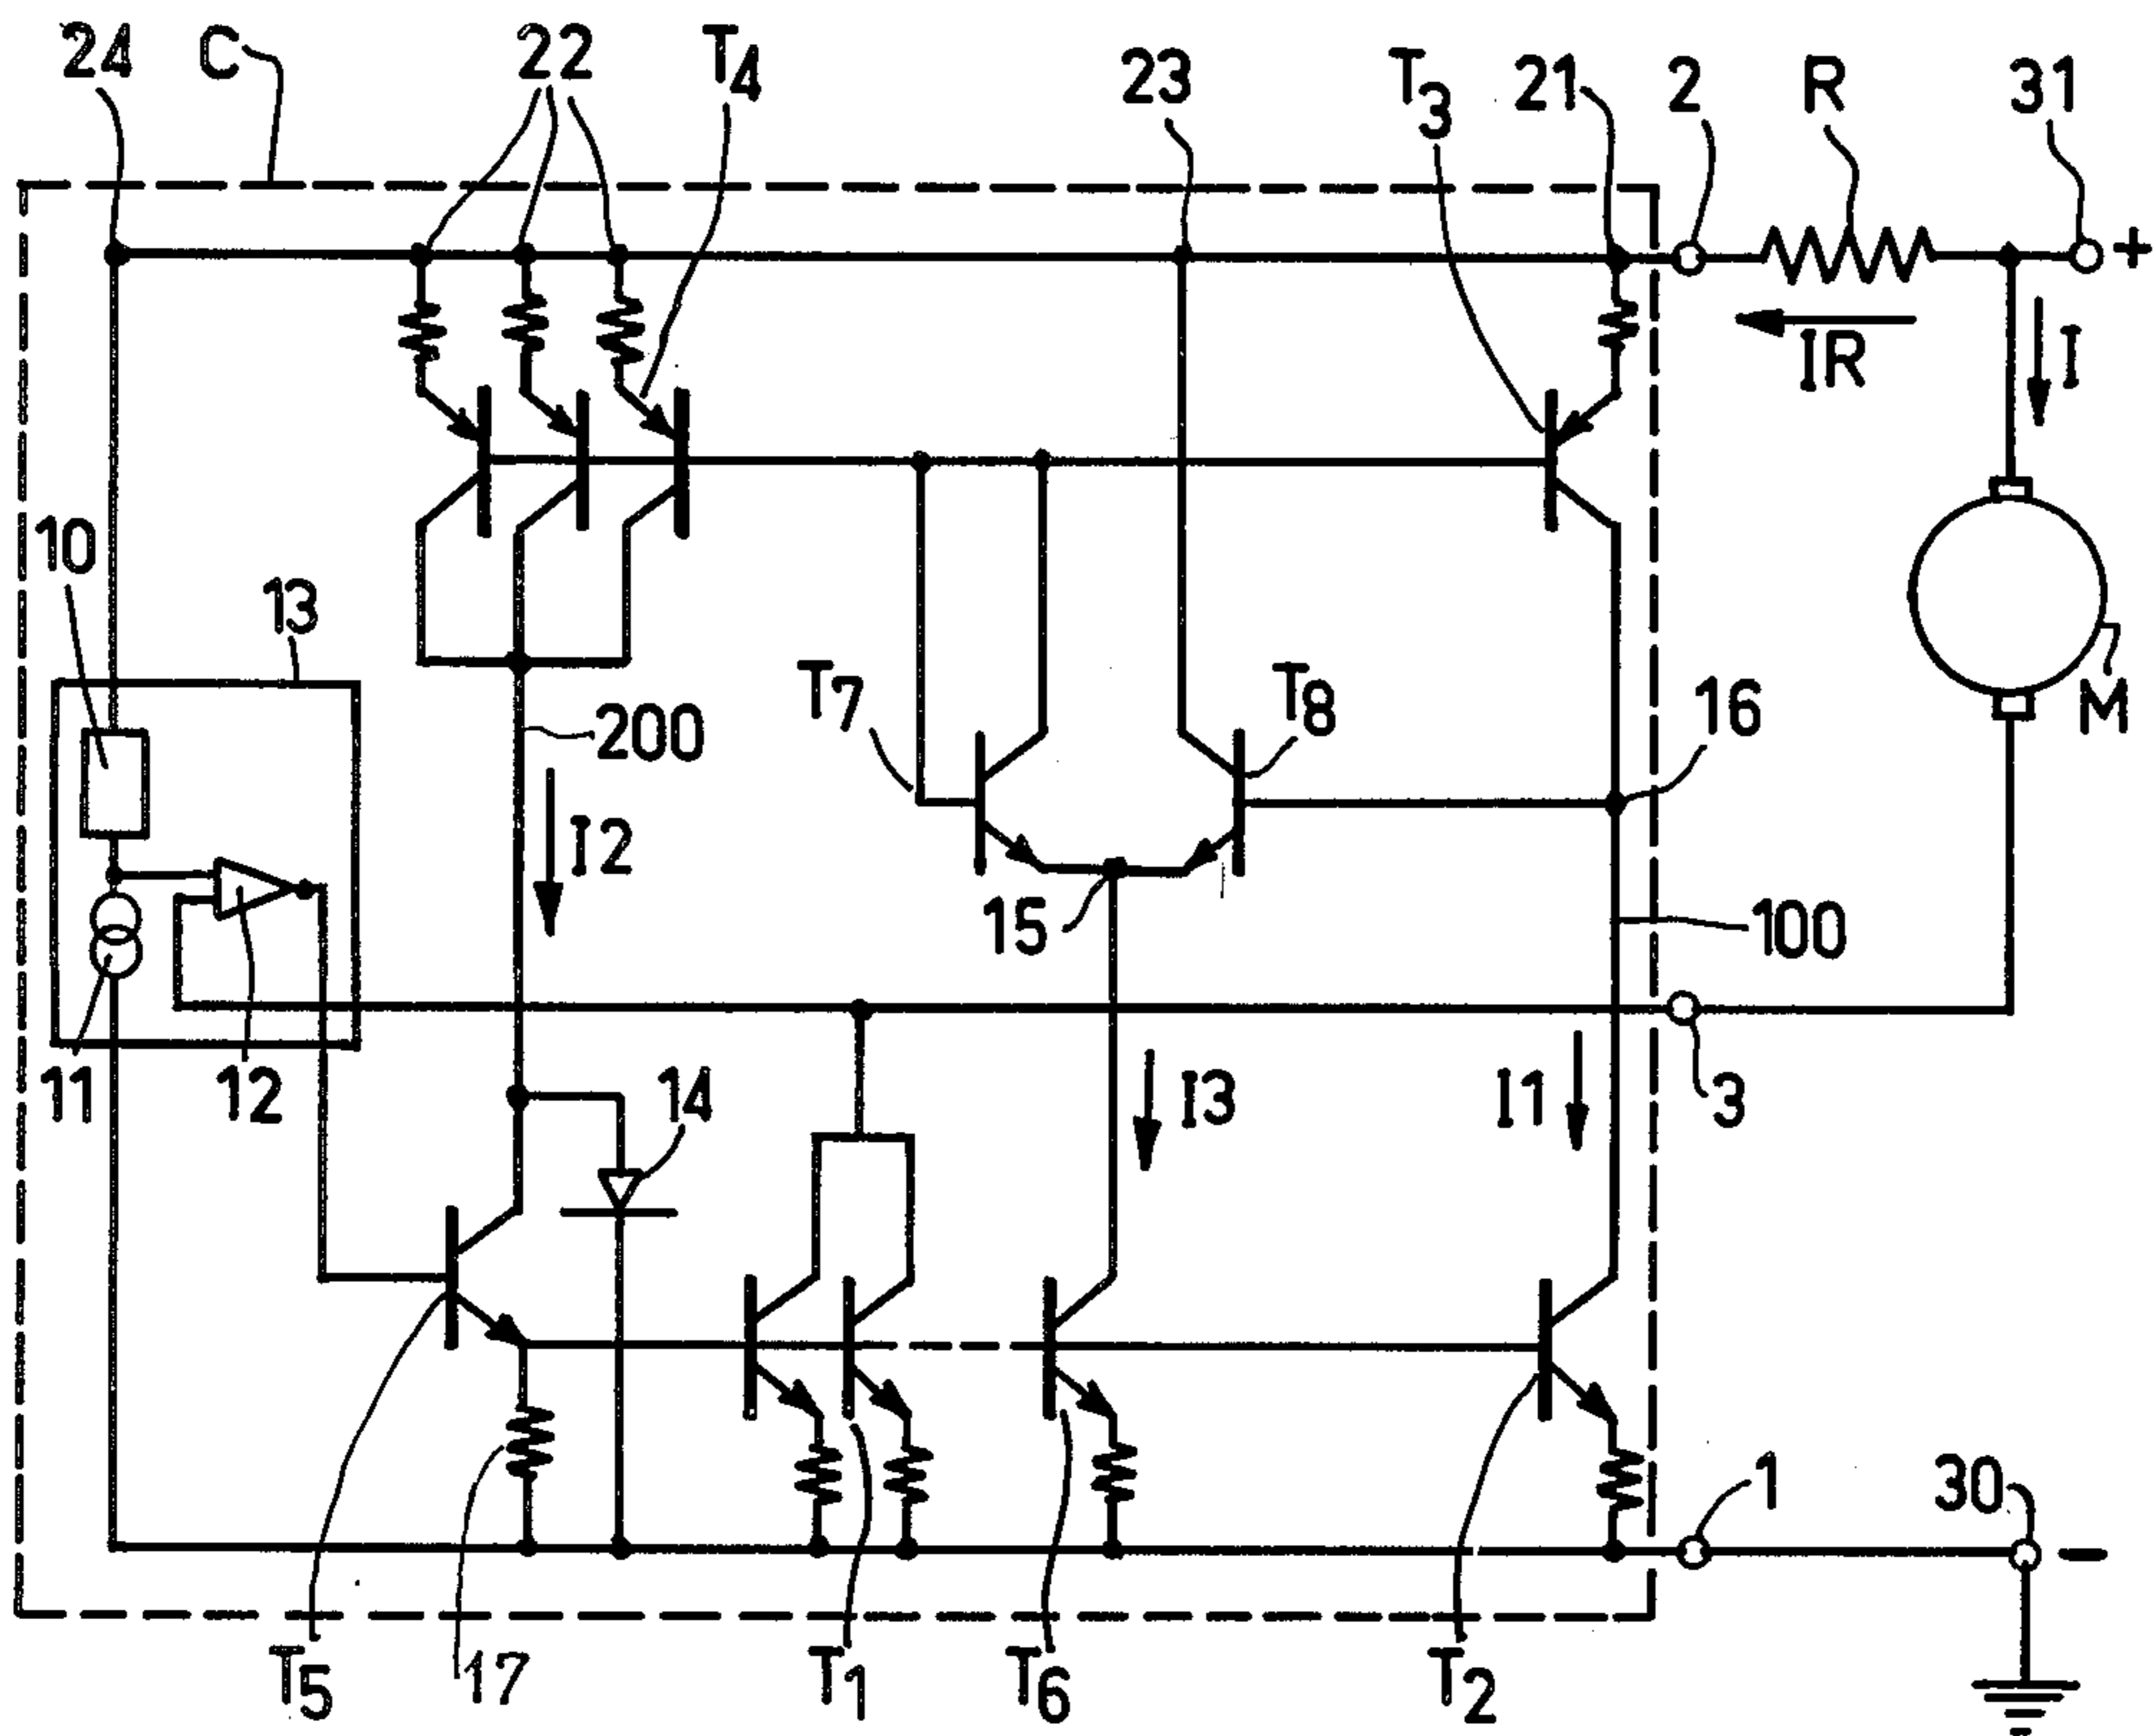 24 C 22 T4 23 T3 21 2 R 31
+
IR I
10
13
T7 T8 16 M
200
I2
15 100
11 12 14 I3 I1 3
1 30
−
T5 17 T1 T6 T2